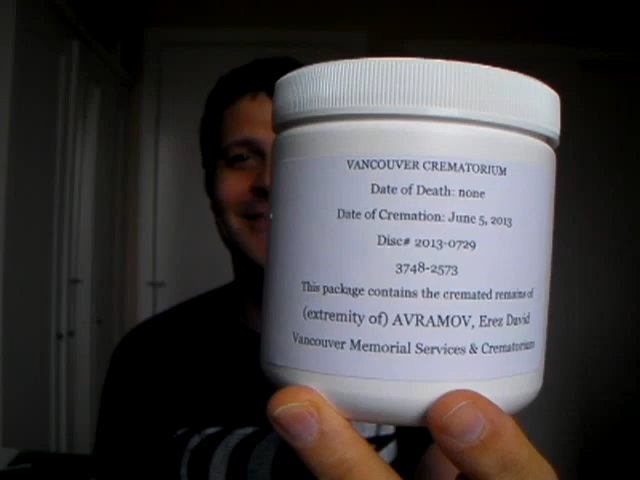 VANCOUVER CREMATORIUM
Date of Death: none
Date of Cremation: June 5, 2013
Disc# 2013-0729
3748-2573
This package contains the cremated remains of
(extremity of) AVRAMOV, Erez David
Vancouver Memorial Services & Crematorium